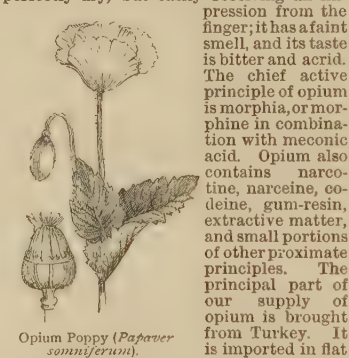 pression from the
finger; it has a faint
smell, and its taste
is bitter and acrid.
The chief active
principle of opium
is morphia, or mor-
phine in combina-
tion with meconic
acid. Opium also
contains narco-
tine, narceine, co-
deine, gum-resin,
extractive matter,
and small portions
of other proximate
principles. The
principal part of
our supply of
opium is brought
from Turkey. It
is imported in flat
Opium Poppy (Papaver
somniferum).